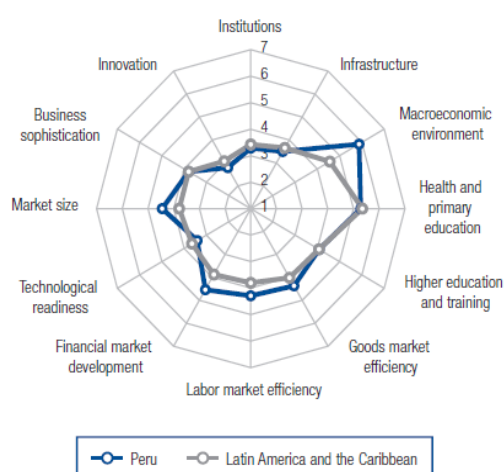 Institutions
7
6
5
4
3
2
1
Infrastructure
Macroeconomic
environment
Health and
primary
education
Higher education
and training
Goods market
efficiency
Labor market efficiency
Financial market
development
Technological
readiness
Market size
Business
sophistication
Innovation
Peru
Latin America and the Caribbean